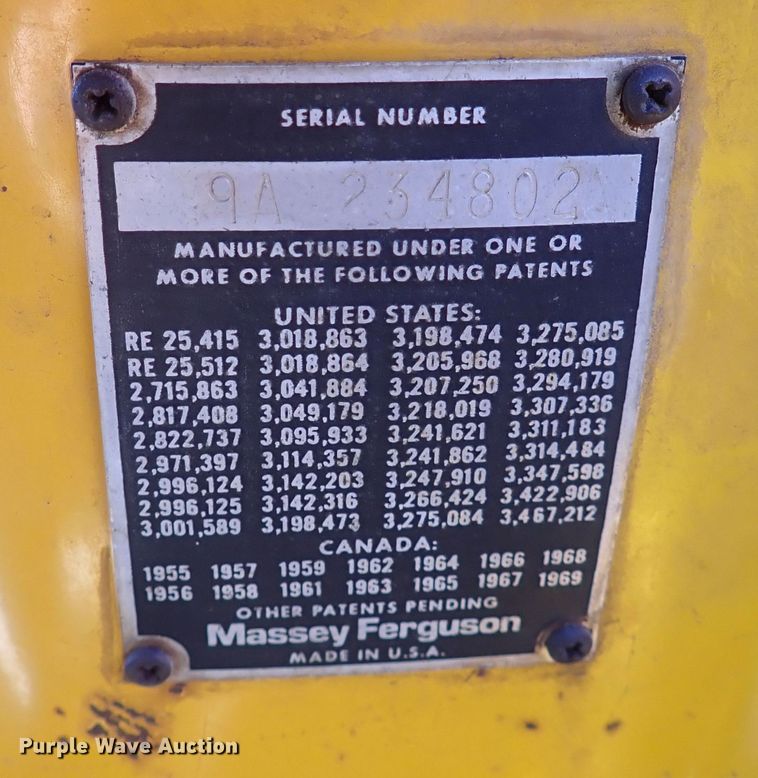 SERIAL NUMBER
9A 234802
MANUFACTURED UNDER ONE OR
MORE OF THE FOLLOWING PATENTS
UNITED STATES:
RE 25,415 3,018,863 3,198,474 3,275,085
RE 25,512 3,018,864 3,205,968 3,280,919
2,715,863 3,041,884 3,207,250 3,294,179
2,817,408 3,049,179 3,218,019 3,307,336
2,822,737 3,095,933 3,241,621 3,311,183
2,971,397 3,114,357 3,241,862 3,314,484
2,996,124 3,142,203 3,247,910 3,347,598
2,996,125 3,142,316 3,266,424 3,422,906
3,001,589 3,198,473 3,275,084 3,467,212
CANADA:
1955 1957 1959 1962 1964 1966 1968
1956 1958 1961 1963 1965 1967 1969
OTHER PATENTS PENDING
Massey Ferguson
MADE IN U.S.A.
Purple Wave Auction